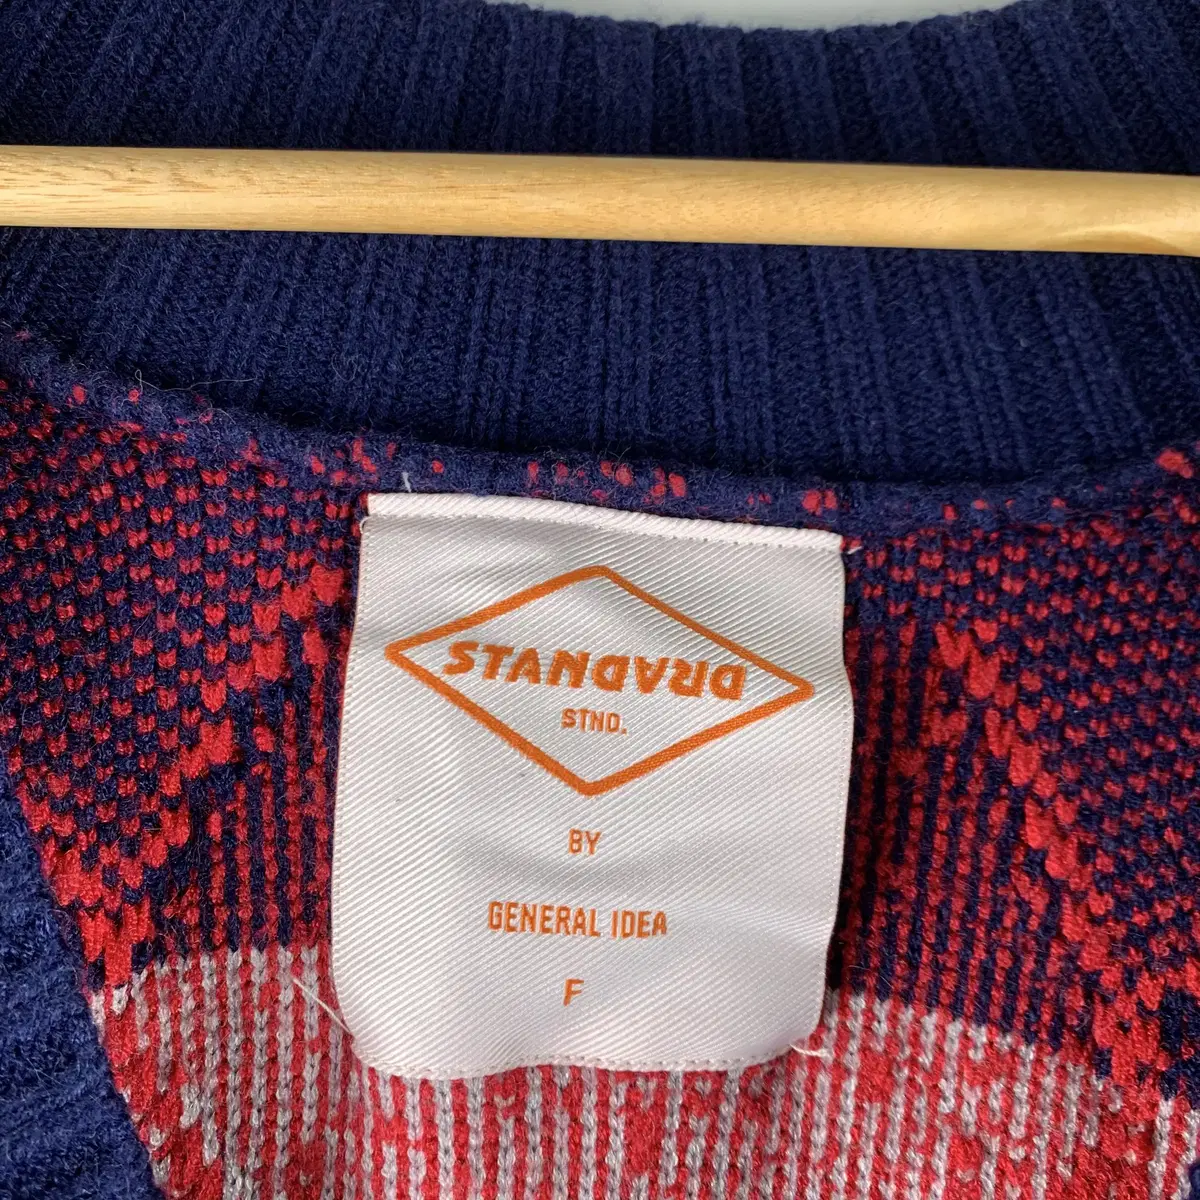 STANDARD
STND.
BY
GENERAL IDEA
F